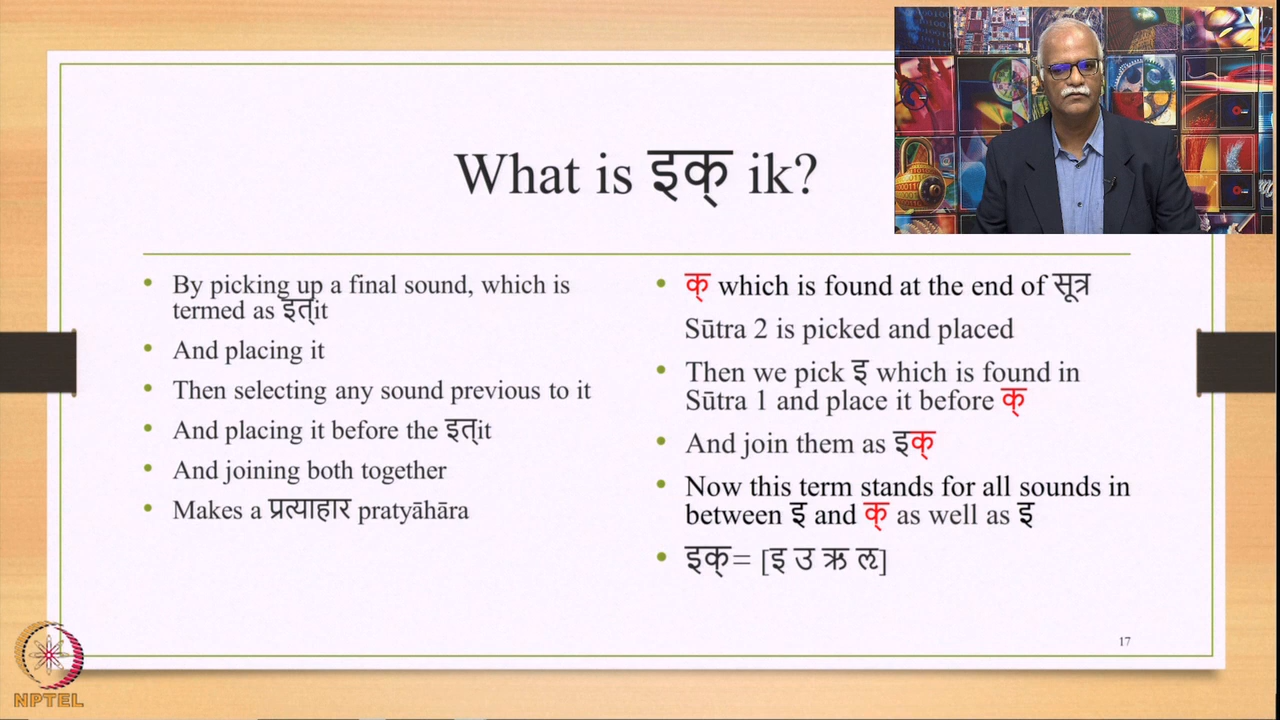 What is इक् ik?
By picking up a final sound, which is
termed as इत्it
And placing it
Then selecting any sound previous to it
And placing it before the इत्it
And joining both together
Makes a प्रत्याहार pratyāhāra
क् which is found at the end of सूत्र
Sūtra 2 is picked and placed
Then we pick इ which is found in
Sūtra 1 and place it before क्
And join them as इक्
Now this term stands for all sounds in
between इ and क् as well as इ
इक्= [इ उ ऋ ऌ]
17
NPTEL